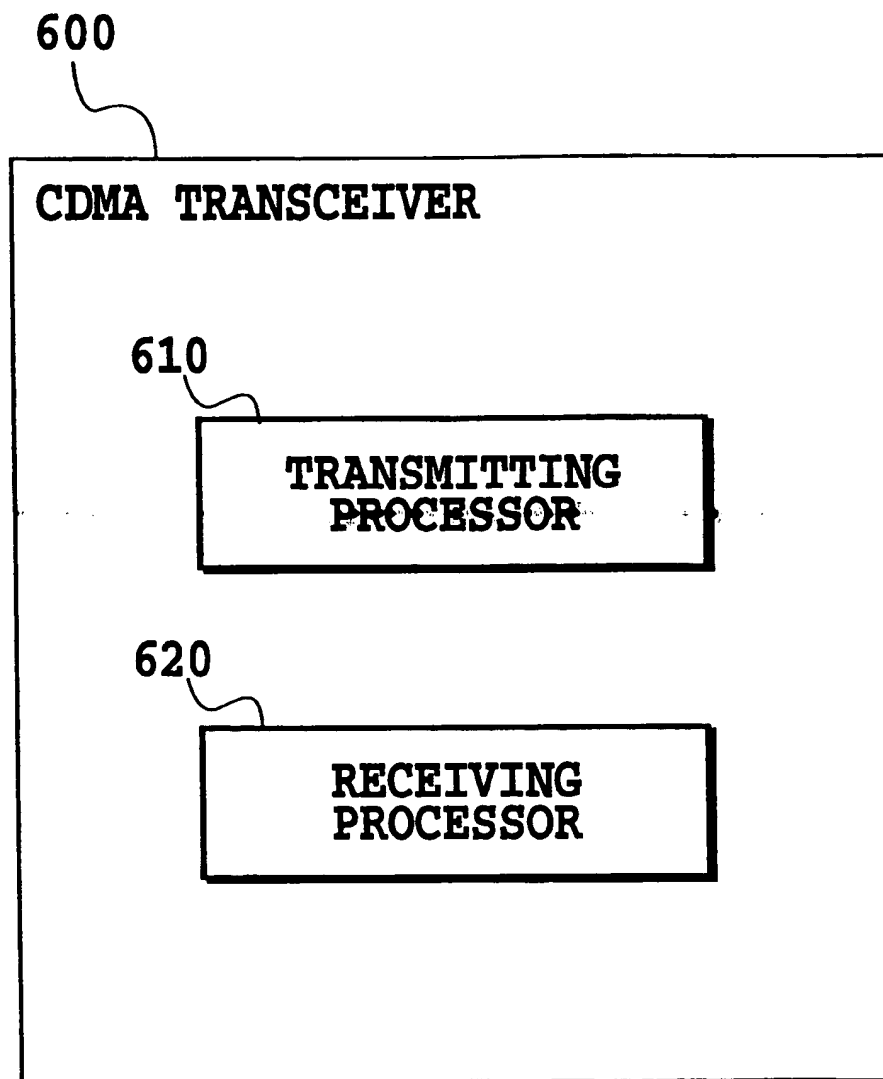 600
CDMA TRANSCEIVER
610
TRANSMITTING
PROCESSOR
620
RECEIVING
PROCESSOR